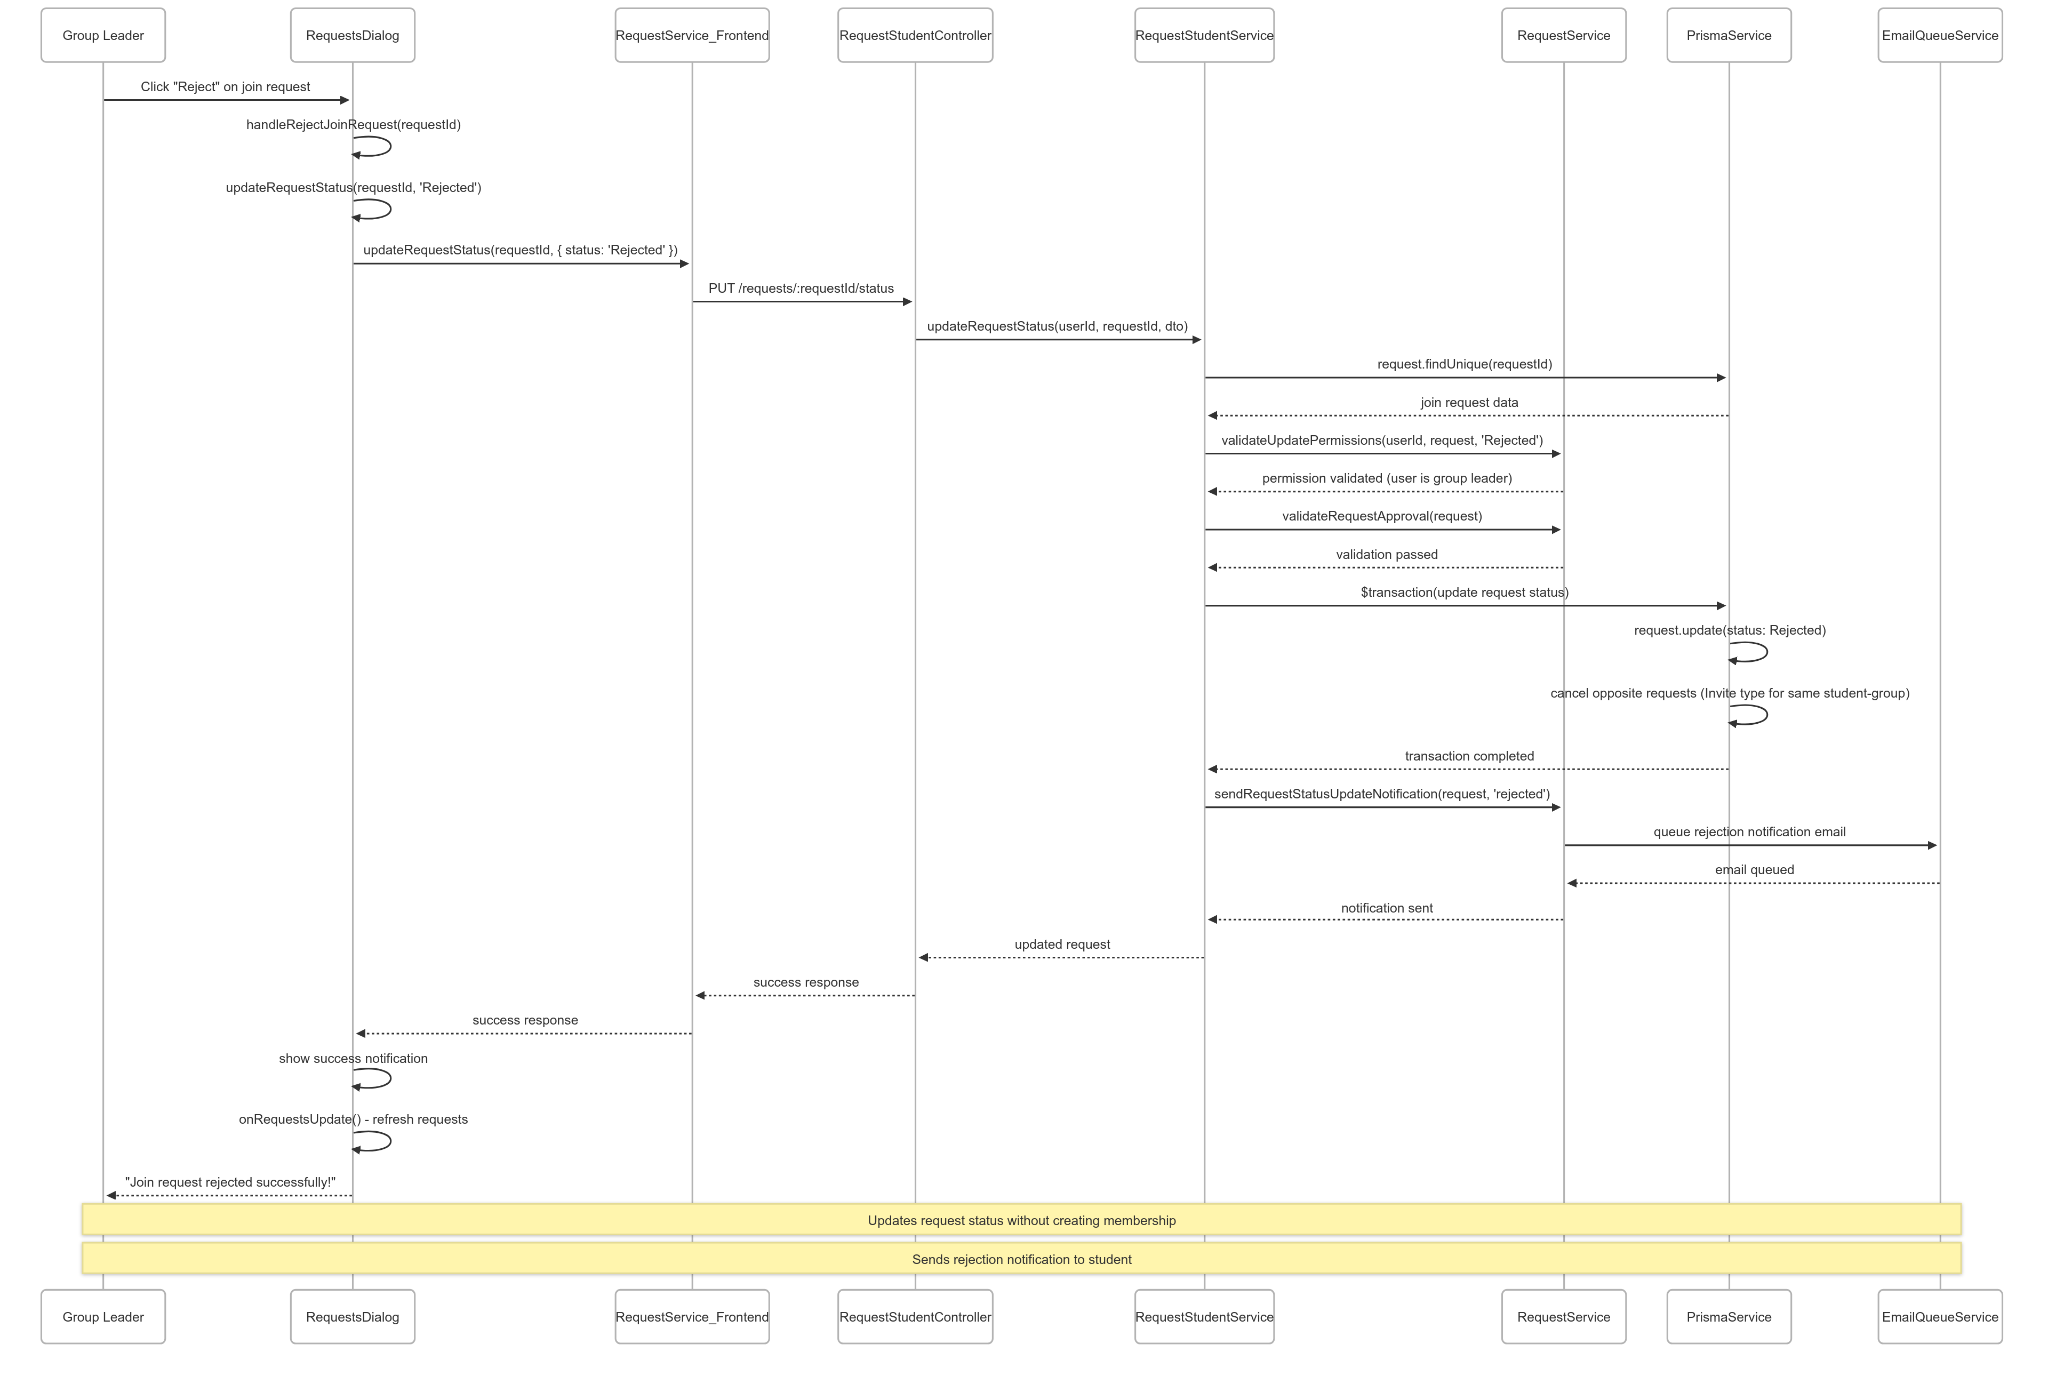 Group Leader
RequestsDialog
RequestService_Frontend
RequestStudentController
RequestStudentService
RequestService
PrismaService
EmailQueueService
Click "Reject" on join request
handleRejectJoinRequest(requestId)
updateRequestStatus(requestId, 'Rejected')
updateRequestStatus(requestId, { status: 'Rejected' })
PUT /requests/:requestId/status
updateRequestStatus(userId, requestId, dto)
request.findUnique(requestId)
join request data
validateUpdatePermissions(userId, request, 'Rejected')
permission validated (user is group leader)
validateRequestApproval(request)
validation passed
$transaction(update request status)
request.update(status: Rejected)
cancel opposite requests (Invite type for same student-group)
transaction completed
sendRequestStatusUpdateNotification(request, 'rejected')
queue rejection notification email
email queued
notification sent
updated request
success response
success response
show success notification
onRequestsUpdate() - refresh requests
"Join request rejected successfully!"
Updates request status without creating membership
Sends rejection notification to student
Group Leader
RequestsDialog
RequestService_Frontend
RequestStudentController
RequestStudentService
RequestService
PrismaService
EmailQueueService